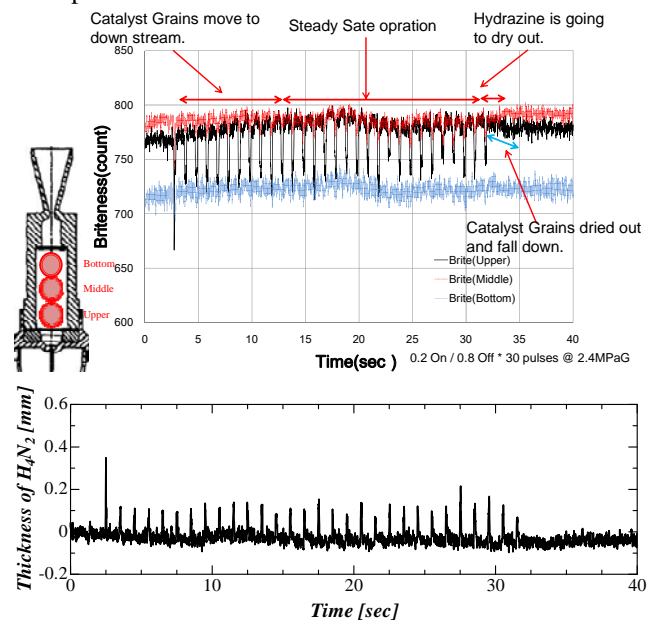 Catalyst Grains move to
down stream.
Steady Sate opration
Hydrazine is going
to dry out.
850
800
750
700
650
600
Briteness(count)
Catalyst Grains dried out
and fall down.
Brite(Upper)
Brite(Middle)
Brite(Bottom)
0 5 10 15 20 25 30 35 40
Time(sec )
0.2 On / 0.8 Off * 30 pulses @ 2.4MPaG
Bottom
Middle
Upper
0.6
0.4
0.2
0
-0.2
Thickness of H4N2 [mm]
0 10 20 30 40
Time [sec]